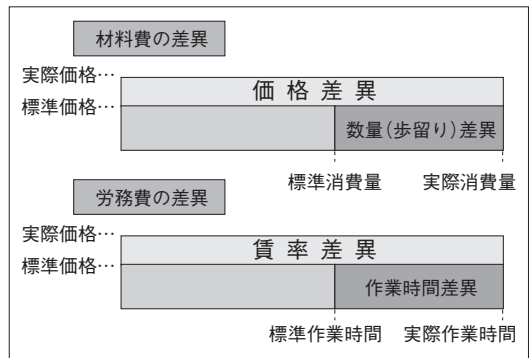 材料費の差異
実際価格…
価格差異
標準価格…
数量(歩留り)差異
標準消費量 実際消費量
労務費の差異
実際価格…
賃率差異
標準価格…
作業時間差異
標準作業時間 実際作業時間